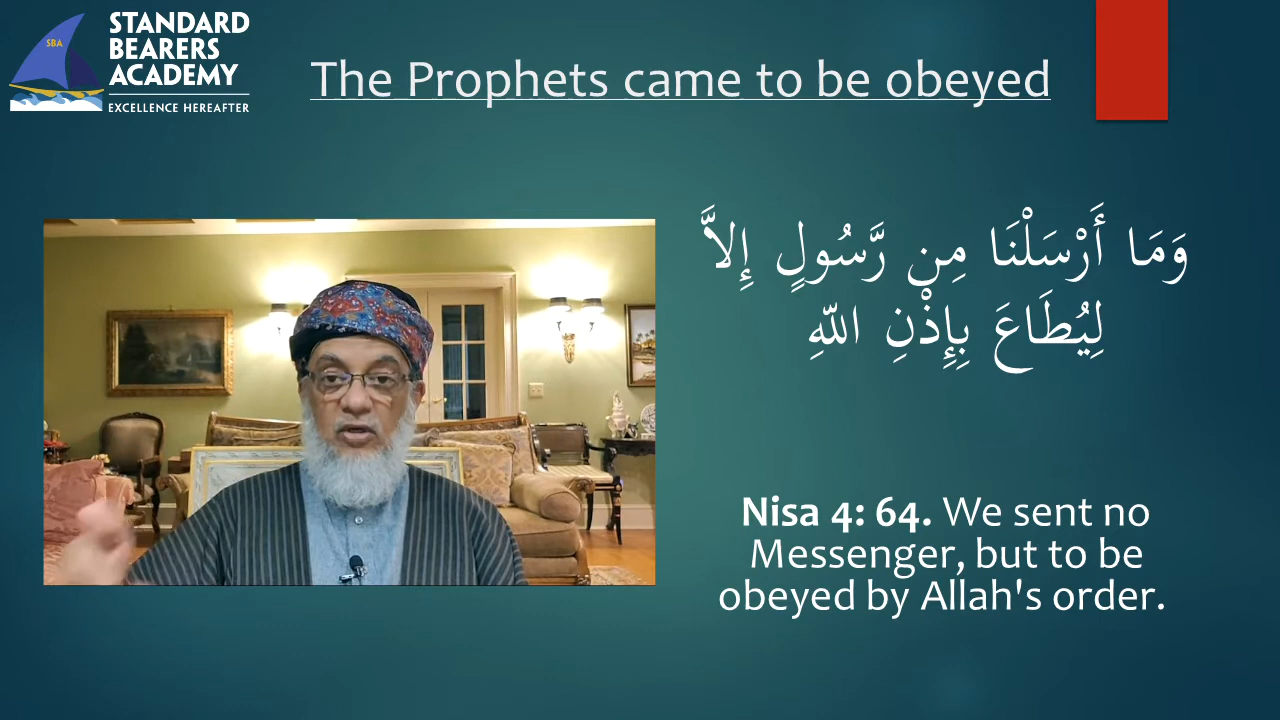 SBA
STANDARD
BEARERS
ACADEMY
EXCELLENCE HEREAFTER
The Prophets came to be obeyed
وَمَا أَرْسَلْنَا مِن رَّسُولٍ إِلاَّ
لِيُطَاعَ بِإِذْنِ اللّهِ
Nisa 4: 64. We sent no
Messenger, but to be
obeyed by Allah's order.